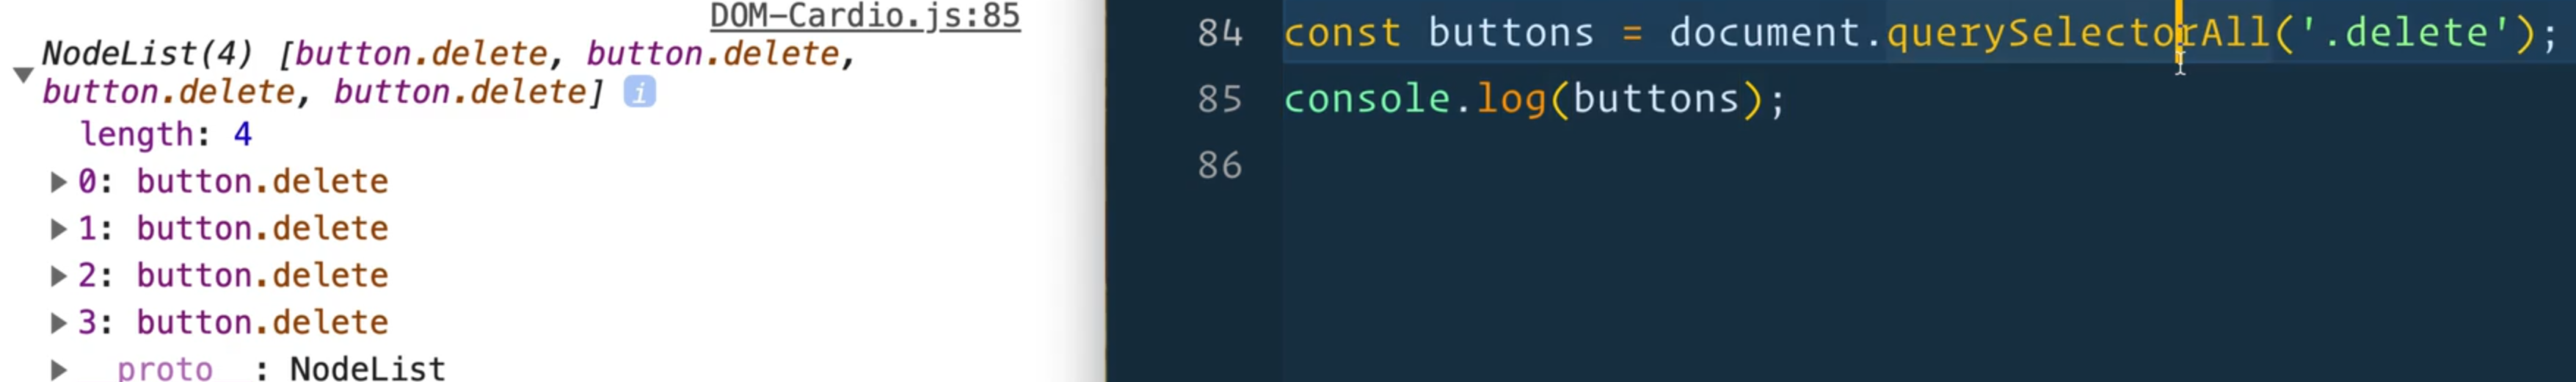 DOM-Cardio.js:85
NodeList(4) [button.delete, button.delete,
button.delete, button.delete] i
length: 4
0: button.delete
1: button.delete
2: button.delete
3: button.delete
__proto__: NodeList
84 const buttons = document.querySelectorAll('.delete');
85 console.log(buttons);
86